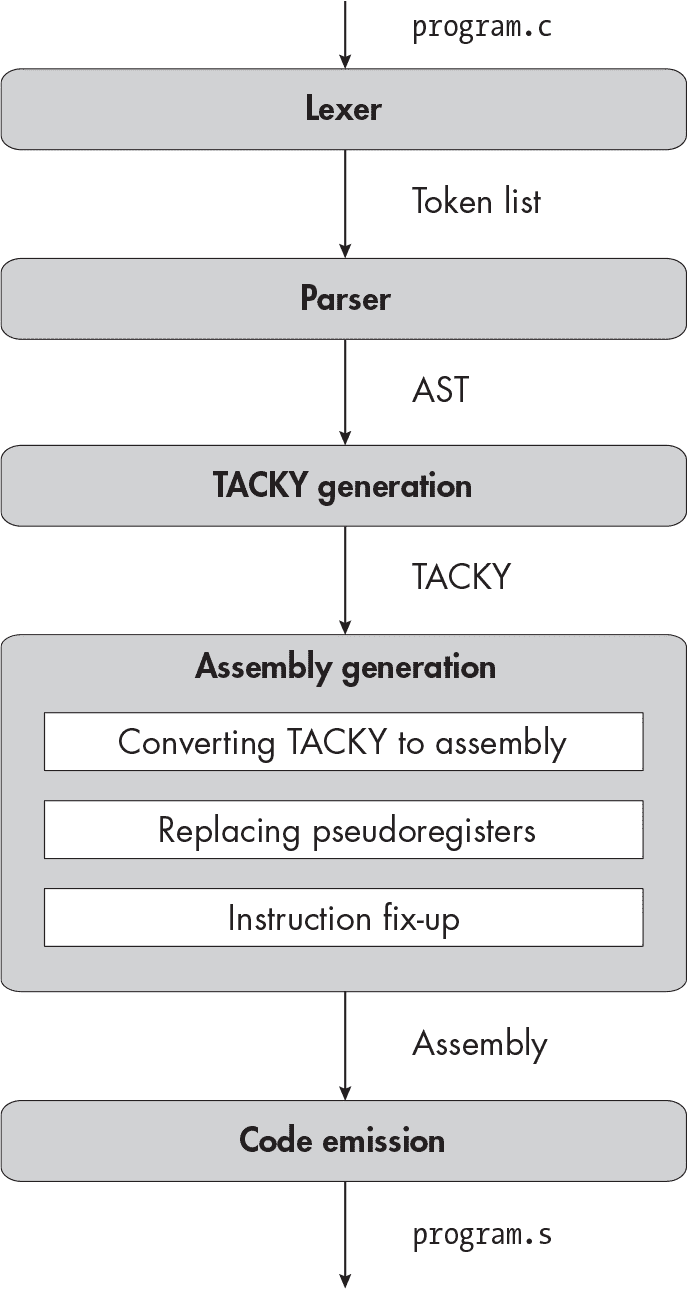 program.c
Lexer
Token list
Parser
AST
TACKY generation
TACKY
Assembly generation
Converting TACKY to assembly
Replacing pseudoregisters
Instruction fix-up
Assembly
Code emission
program.s